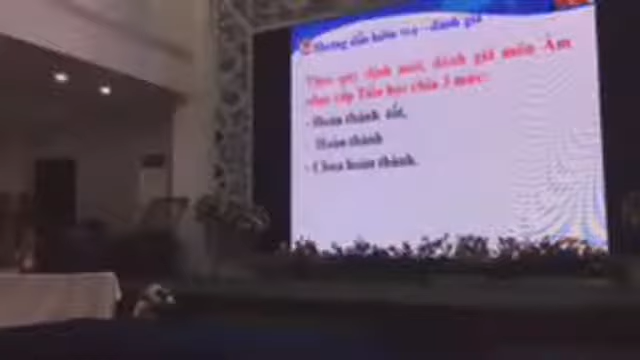 Hướng dẫn kiểm tra - đánh giá
Theo quy định mới, đánh giá môn Âm
nhạc cấp Tiểu học chia 3 mức:
- Hoàn thành tốt,
Hoàn thành
- Chưa hoàn thành.